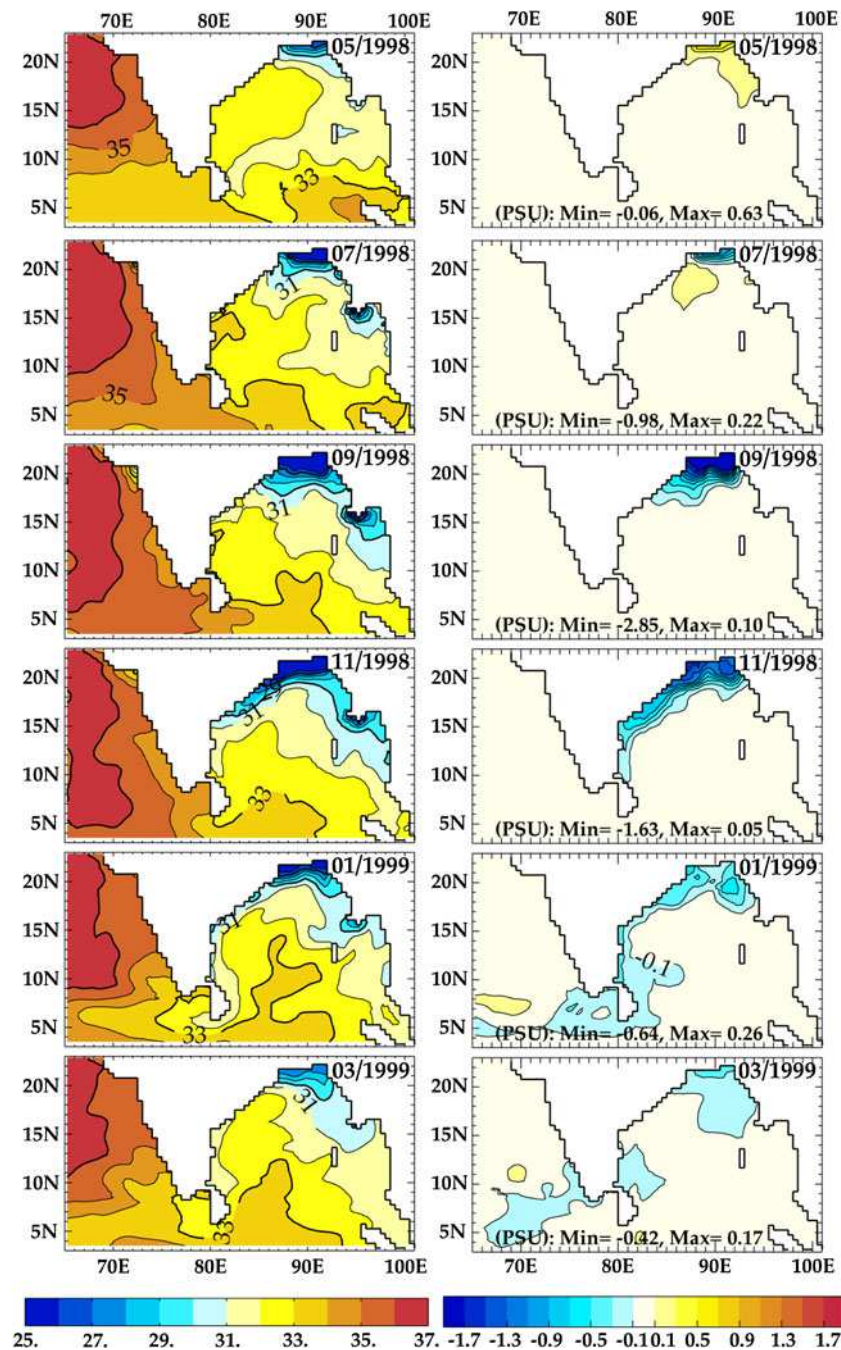 70E 80E 90E 100E 70E 80E 90E 100E
20N 05/1998 05/1998
15N
35
10N
33
5N (PSU): Min= -0.06, Max= 0.63
20N 07/1998 07/1998
31
15N
10N
35
5N (PSU): Min= -0.98, Max= 0.22
20N 09/1998 09/1998
31
15N
10N
5N (PSU): Min= -2.85, Max= 0.10
20N 11/1998 11/1998
31 29
15N
10N
33
5N (PSU): Min= -1.63, Max= 0.05
20N 01/1999 01/1999
31
15N
-0.1
10N
33
5N (PSU): Min= -0.64, Max= 0.26
20N 03/1999 03/1999
31
15N
10N
33
5N (PSU): Min= -0.42, Max= 0.17
70E 80E 90E 100E 70E 80E 90E 100E
25. 27. 29. 31. 33. 35. 37. -1.7 -1.3 -0.9 -0.5 -0.1 0.1 0.5 0.9 1.3 1.7